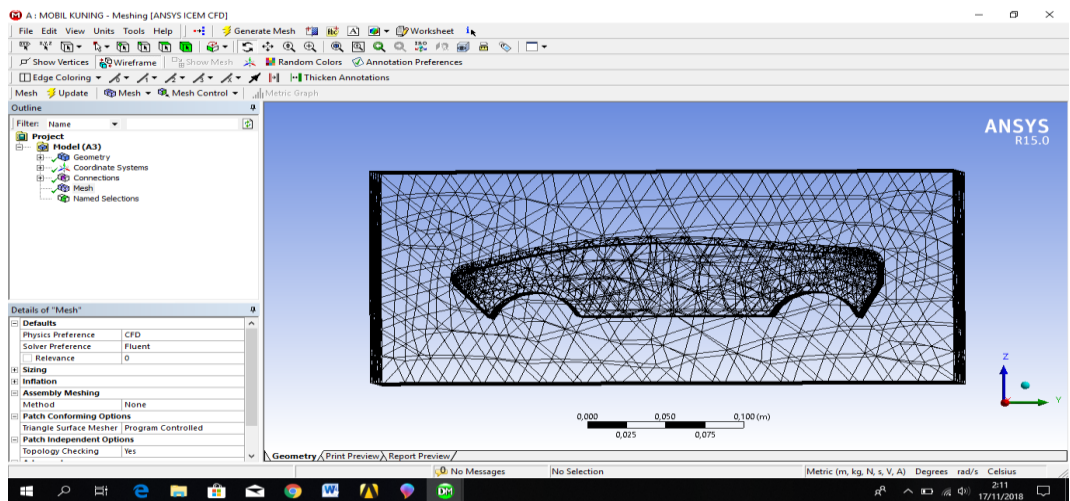 A : MOBIL KUNING - Meshing [ANSYS ICEM CFD]
File Edit View Units Tools Help Generate Mesh Worksheet
Show Vertices Wireframe Show Mesh Random Colors Annotation Preferences
Edge Coloring Thicken Annotations
Mesh Update Mesh Mesh Control Metric Graph
Outline
Filter: Name
Project
Model (A3)
Geometry
Coordinate Systems
Connections
Mesh
Named Selections
Details of "Mesh"
Defaults
Physics Preference CFD
Solver Preference Fluent
Relevance 0
Sizing
Inflation
Assembly Meshing
Method None
Patch Conforming Options
Triangle Surface Mesher Program Controlled
Patch Independent Options
Topology Checking Yes
ANSYS
R15.0
0,000 0,050 0,100 (m)
0,025 0,075
Z
Y
Geometry Print Preview Report Preview
No Messages No Selection Metric (m, kg, N, s, V, A) Degrees rad/s Celsius
DM
2:11
17/11/2018